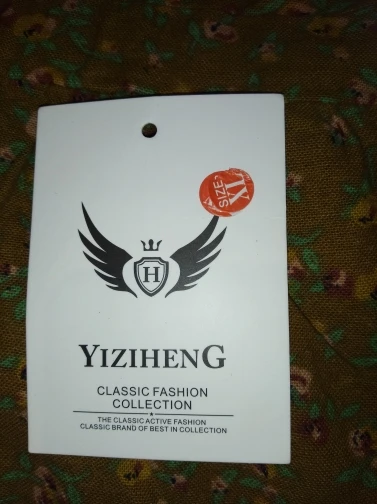 SIZE
XL
H
YIZIHENG
CLASSIC FASHION
COLLECTION
THE CLASSIC ACTIVE FASHION
CLASSIC BRAND OF BEST IN COLLECTION